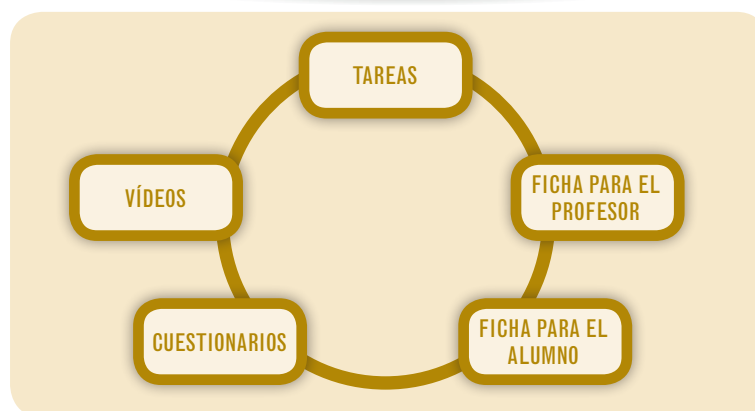 TAREAS
VÍDEOS
FICHA PARA EL
PROFESOR
CUESTIONARIOS
FICHA PARA EL
ALUMNO